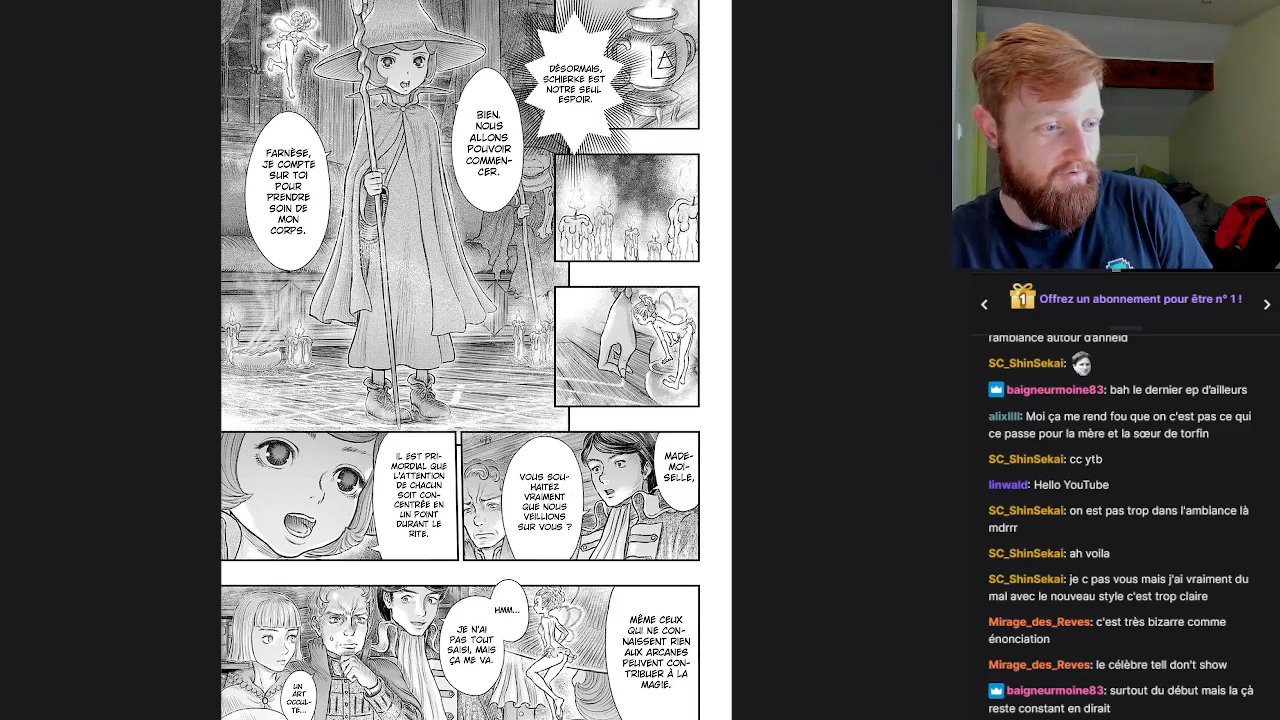 DÉSORMAIS,
SCHIERKE EST
NOTRE SEUL
ESPOIR.
BIEN.
NOUS
ALLONS
POUVOIR
COMMEN-
CER.
FARNÈSE,
JE COMPTE
SUR TOI
POUR
PRENDRE
SOIN DE
MON
CORPS.
MADE-
MOI-
SELLE,
VOUS SOU-
HAITEZ
VRAIMENT
QUE NOUS
VEILLIONS
SUR VOUS ?
IL EST PRI-
MORDIAL QUE
L'ATTENTION
DE CHACUN
SOIT CON-
CENTRÉE EN
UN POINT
DURANT LE
RITE.
MÊME CEUX
QUI NE CON-
NAISSENT RIEN
AUX ARCANES
PEUVENT CON-
TRIBUER À LA
MAGIE.
HMM...
JE N'AI
PAS TOUT
SAISI, MAIS
ÇA ME VA.
L'ART
OCCUL-
TE...
1 Offrez un abonnement pour être n° 1 !
l'ambiance autour d'anneid
SC_ShinSekai:
baigneurmoine83: bah le dernier ep d'ailleurs
alixllll: Moi ça me rend fou que on c'est pas ce qui
ce passe pour la mère et la sœur de torfin
SC_ShinSekai: cc ytb
linwald: Hello YouTube
SC_ShinSekai: on est pas trop dans l'ambiance là
mdrrr
SC_ShinSekai: ah voila
SC_ShinSekai: je c pas vous mais j'ai vraiment du
mal avec le nouveau style c'est trop claire
Mirage_des_Reves: c'est très bizarre comme
énonciation
Mirage_des_Reves: le célèbre tell don't show
baigneurmoine83: surtout du début mais la çà
reste constant en dirait